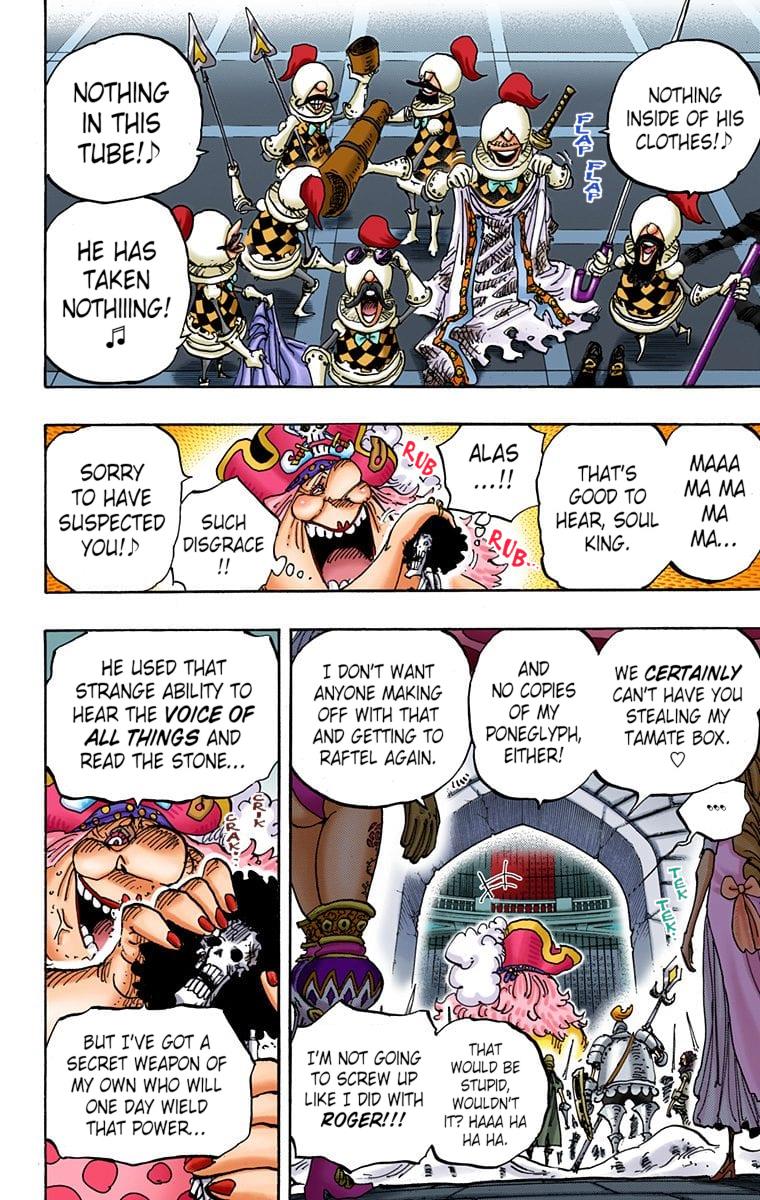 NOTHING
INSIDE OF HIS
CLOTHES!♪
FLAP FLAP
NOTHING
IN THIS
TUBE!♪
HE HAS
TAKEN
NOTHIIING!
♫
MAAA
MA MA
MA
MA...
THAT'S
GOOD TO
HEAR, SOUL
KING.
ALAS
...!!
RUB
RUB...
SUCH
DISGRACE
!!
SORRY
TO HAVE
SUSPECTED
YOU!♪
WE CERTAINLY
CAN'T HAVE YOU
STEALING MY
TAMATE BOX.
♡
...
AND
NO COPIES
OF MY
PONEGLYPH,
EITHER!
I DON'T WANT
ANYONE MAKING
OFF WITH THAT
AND GETTING TO
RAFTEL AGAIN.
TEK
TEK..
THAT
WOULD BE
STUPID,
WOULDN'T
IT? HAAA HA
HA HA.
I'M NOT GOING
TO SCREW UP
LIKE I DID WITH
ROGER!!!
HE USED THAT
STRANGE ABILITY TO
HEAR THE VOICE OF
ALL THINGS AND
READ THE STONE...
CRIK
CRAK...
BUT I'VE GOT A
SECRET WEAPON OF
MY OWN WHO WILL
ONE DAY WIELD
THAT POWER...